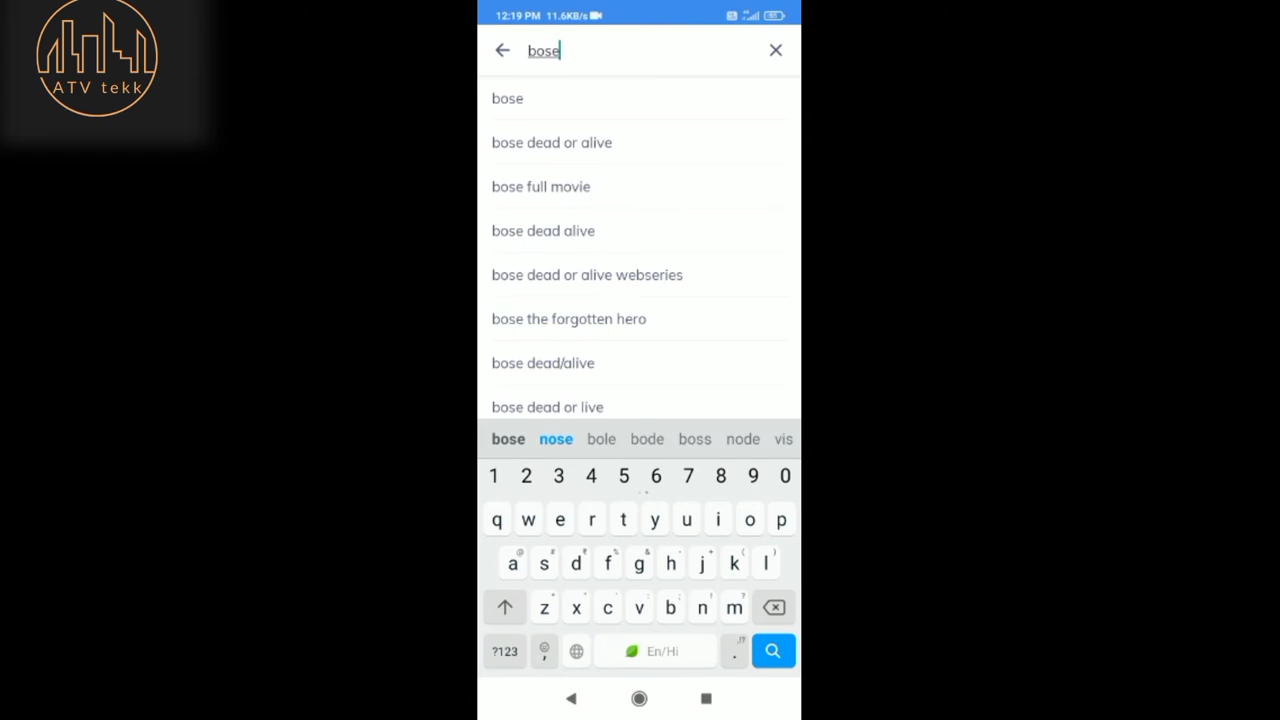 ATV tekk
12:19 PM 11.6KB/s
bose
bose
bose dead or alive
bose full movie
bose dead alive
bose dead or alive webseries
bose the forgotten hero
bose dead/alive
bose dead or live
bose nose bole bode boss node vis
1 2 3 4 5 6 7 8 9 0
q w e r t y u i o p
a s d f g h j k l
z x c v b n m
?123 , En/Hi .